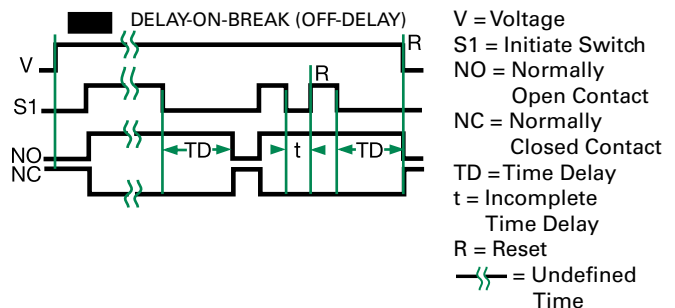 DELAY-ON-BREAK (OFF-DELAY)
R
V
R
S1
TD
t
TD
NO
NC
V = Voltage
S1 = Initiate Switch
NO = Normally
Open Contact
NC = Normally
Closed Contact
TD = Time Delay
t = Incomplete
Time Delay
R = Reset
= Undefined
Time